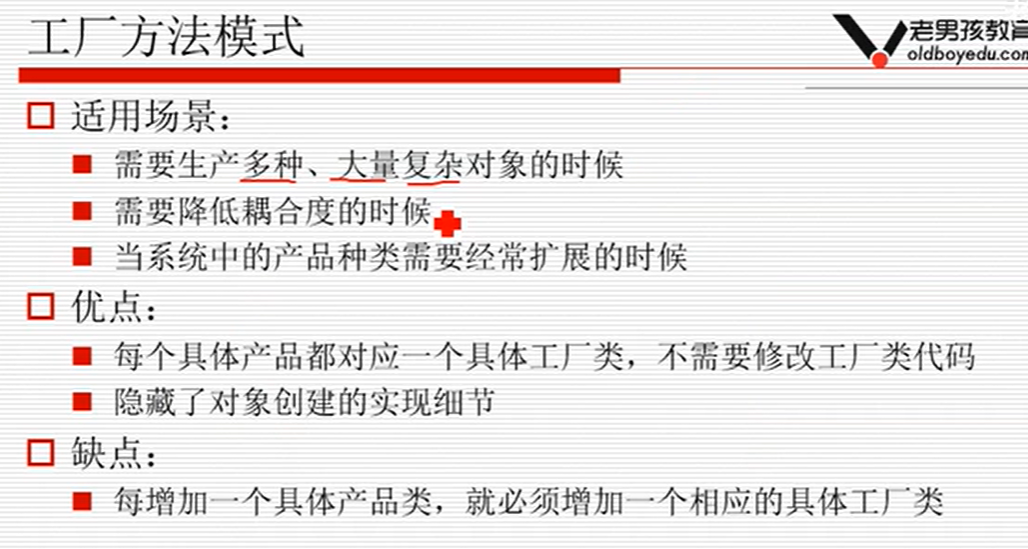 工厂方法模式
老男孩教育
oldboyedu.com
适用场景：
需要生产多种、大量复杂对象的时候
需要降低耦合度的时候
当系统中的产品种类需要经常扩展的时候
优点：
每个具体产品都对应一个具体工厂类，不需要修改工厂类代码
隐藏了对象创建的实现细节
缺点：
每增加一个具体产品类，就必须增加一个相应的具体工厂类